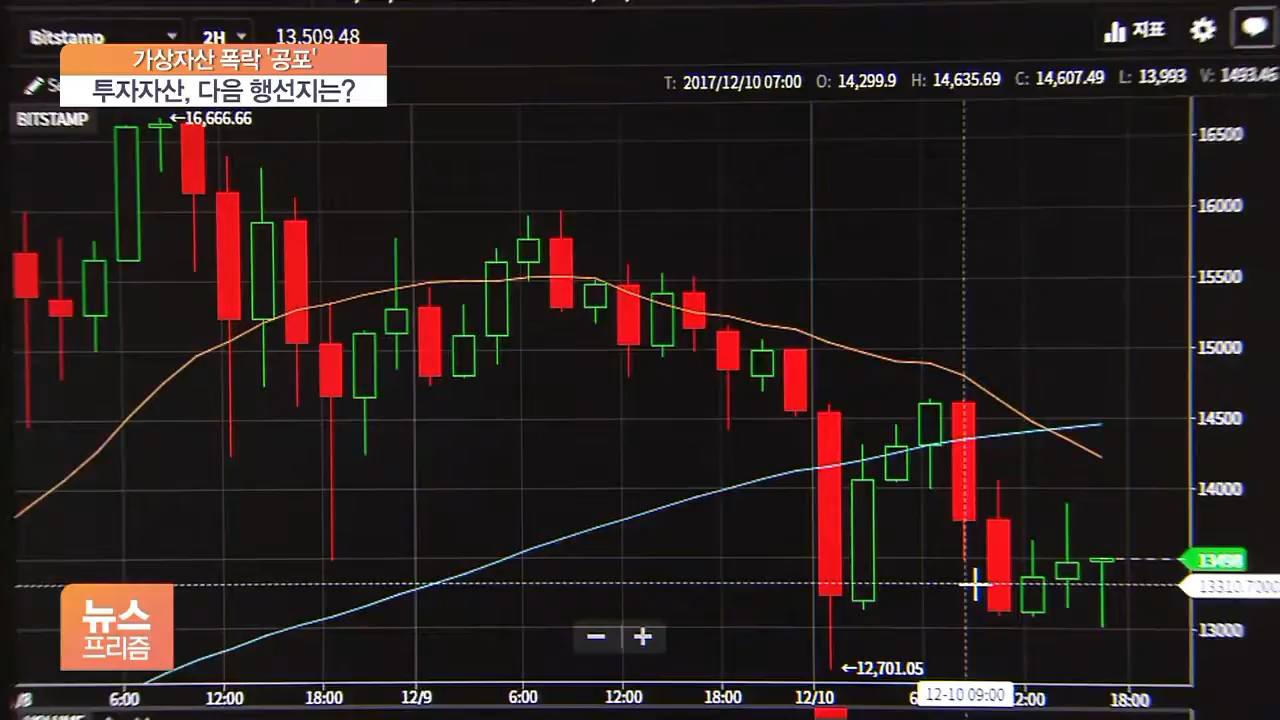 Bitstamp 2H 13,509.48 지표
가상자산 폭락 '공포'
투자자산, 다음 행선지는?
T: 2017/12/10 07:00 O: 14,299.9 H: 14,635.69 C: 14,607.49 L: 13,993 V: 1493.46
BITSTAMP
←16,666.66
16500
16000
15500
15000
14500
14000
13498
13310.7000
13000
뉴스
프리즘
− +
←12,701.05
/8 6:00 12:00 18:00 12/9 6:00 12:00 18:00 12/10 12-10 09:00 18:00